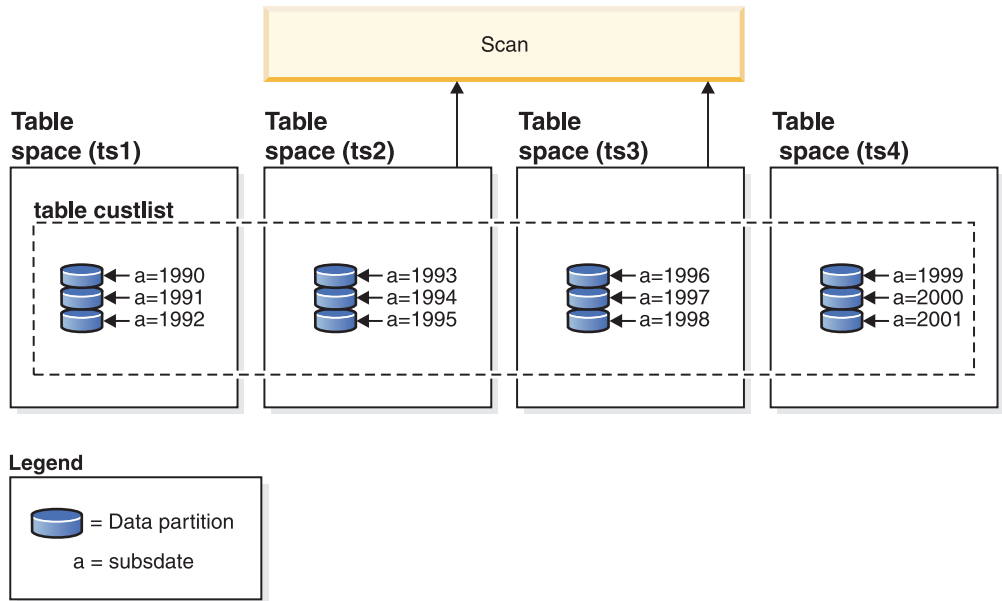 Scan
Table
space (ts1)
Table
space (ts2)
Table
space (ts3)
Table
space (ts4)
table custlist
a=1990
a=1991
a=1992
a=1993
a=1994
a=1995
a=1996
a=1997
a=1998
a=1999
a=2000
a=2001
Legend
= Data partition
a = subsdate